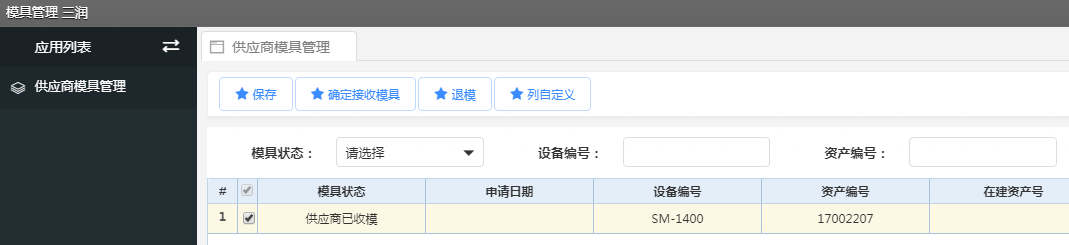 模具管理 三润
应用列表
供应商模具管理
供应商模具管理
保存 确定接收模具 退模 列自定义
模具状态： 请选择 设备编号： 资产编号：
# 模具状态 申请日期 设备编号 资产编号 在建资产号
1 供应商已收模 SM-1400 17002207